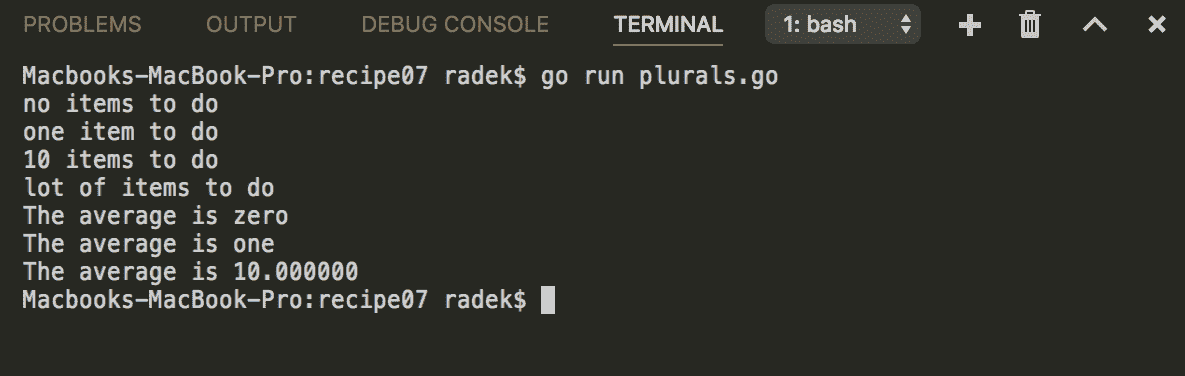 PROBLEMS OUTPUT DEBUG CONSOLE TERMINAL 1: bash
Macbooks-MacBook-Pro:recipe07 radek$ go run plurals.go
no items to do
one item to do
10 items to do
lot of items to do
The average is zero
The average is one
The average is 10.000000
Macbooks-MacBook-Pro:recipe07 radek$